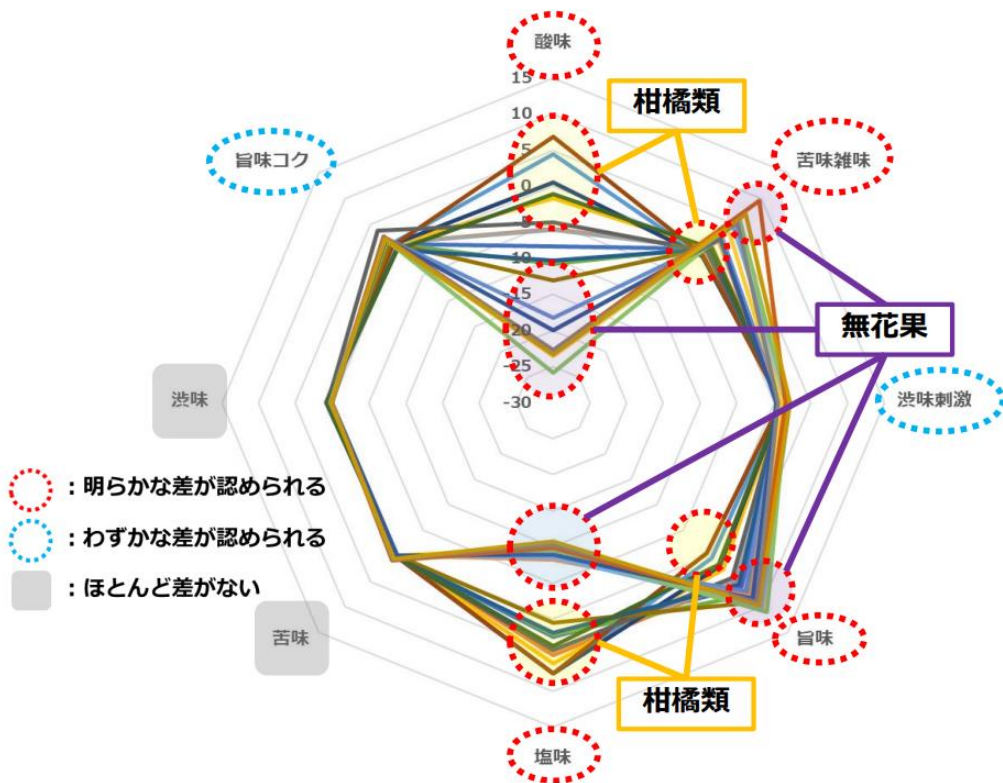 酸味
15
柑橘類
10
旨味コク
5
苦味雑味
0
-5
-10
-15
無花果
-20
-25
渋味
-30
渋味刺激
：明らかな差が認められる
：わずかな差が認められる
：ほとんど差がない
苦味
旨味
柑橘類
塩味